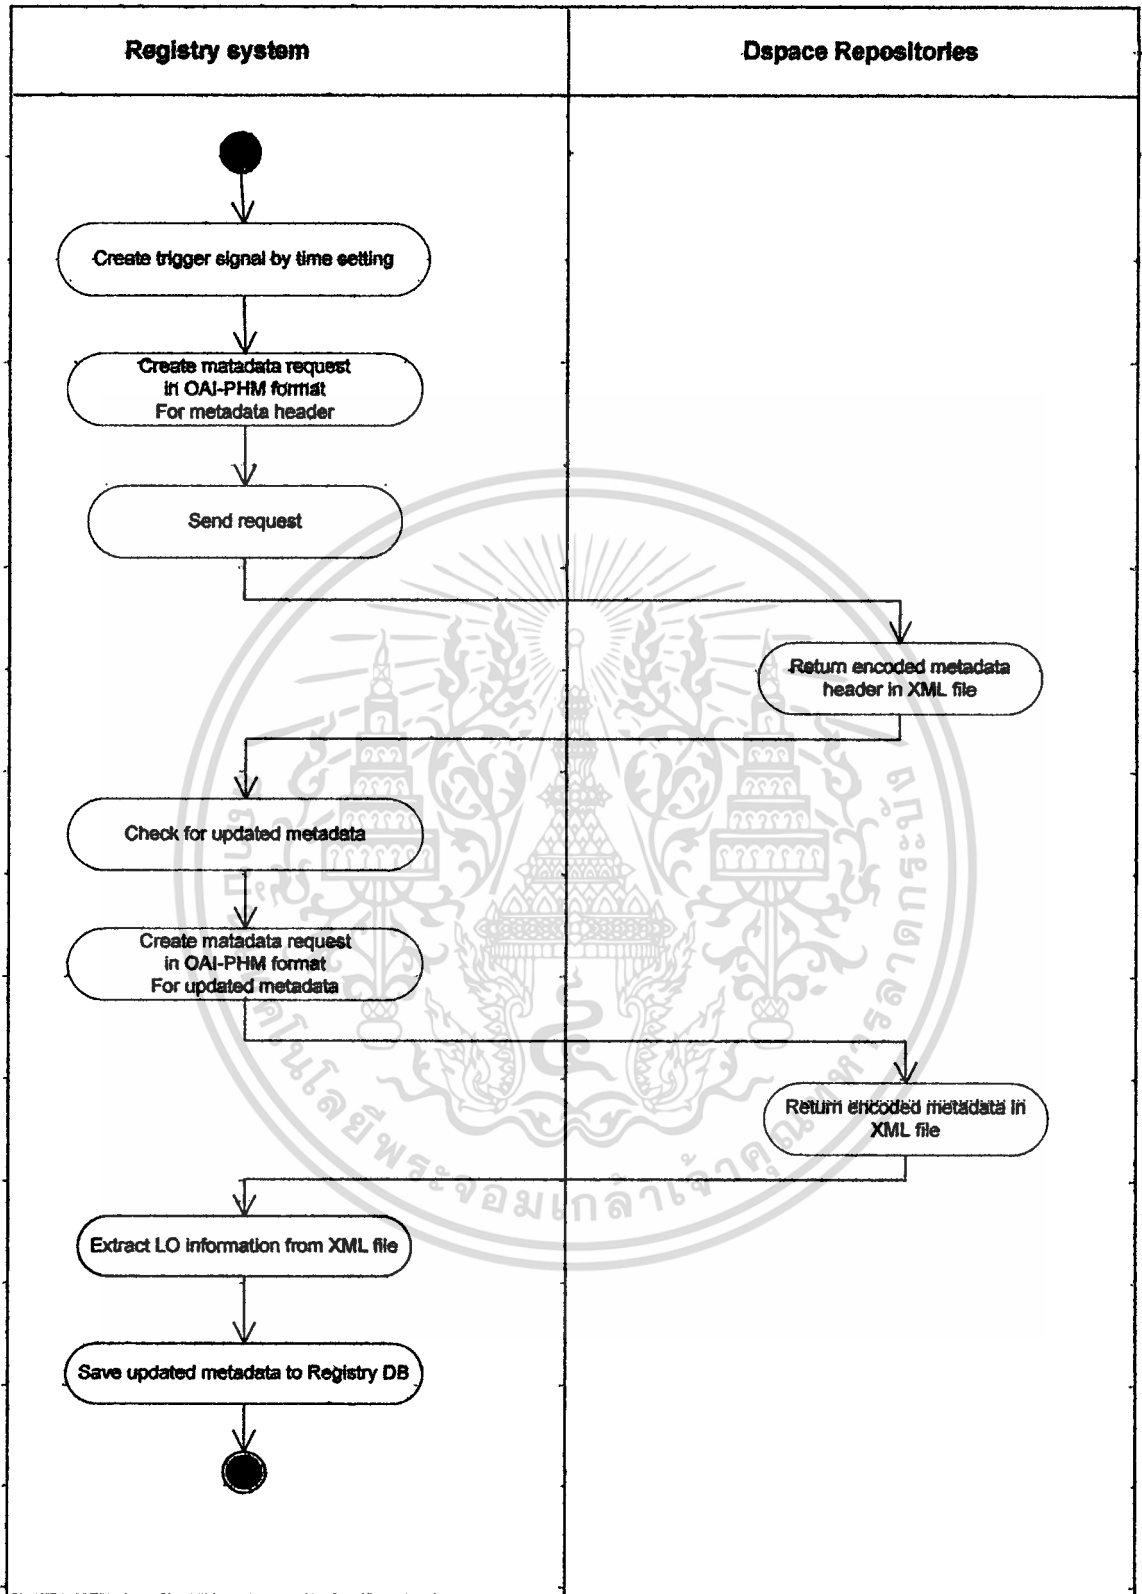 Registry system
Dspace Repositories
Create trigger signal by time setting
Create matadata request
in OAI-PHM format
For metadata header
Send request
Return encoded metadata
header in XML file
Check for updated metadata
Create matadata request
in OAI-PHM format
For updated metadata
Return encoded metadata in
XML file
Extract LO information from XML file
Save updated metadata to Registry DB